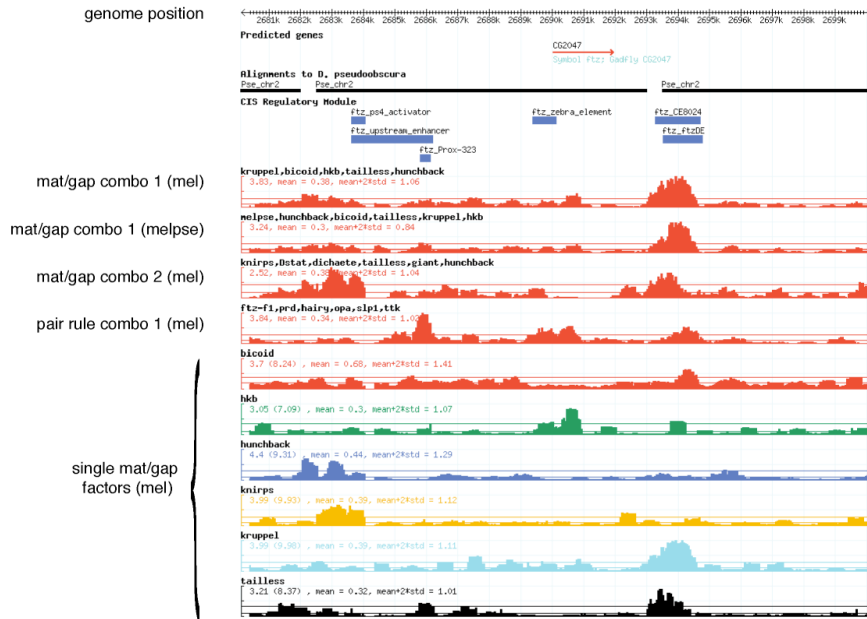 genome position
2681k 2682k 2683k 2684k 2685k 2686k 2687k 2688k 2689k 2690k 2691k 2692k 2693k 2694k 2695k 2696k 2697k 2698k 2699k
Predicted genes
CG2047
Symbol ftz; Gadfly CG2047
Alignments to D. pseudoobscura
Pse_chr2 Pse_chr2 Pse_chr2
CIS Regulatory Module
ftz_ps4_activator ftz_zebra_element ftz_CE8024
ftz_upstream_enhancer ftz_ftzDE
ftz_Prox-323
kruppel,bicoid,hkb,tailless,hunchback
mat/gap combo 1 (mel)
3.83, mean = 0.38, mean+2*std = 1.06
melpse.hunchback,bicoid,tailless,kruppel,hkb
mat/gap combo 1 (melpse)
3.24, mean = 0.3, mean+2*std = 0.84
knirps,Dstat,dichaete,tailless,giant,hunchback
mat/gap combo 2 (mel)
2.52, mean = 0.38, mean+2*std = 1.04
ftz-f1,prd,hairy,opa,slp1,ttk
pair rule combo 1 (mel)
3.84, mean = 0.34, mean+2*std = 1.03
bicoid
3.7 (8.24) , mean = 0.68, mean+2*std = 1.41
hkb
3.05 (7.09) , mean = 0.3, mean+2*std = 1.07
hunchback
4.4 (9.31) , mean = 0.44, mean+2*std = 1.29
single mat/gap
factors (mel)
knirps
3.99 (9.93) , mean = 0.39, mean+2*std = 1.12
kruppel
3.99 (9.98) , mean = 0.39, mean+2*std = 1.11
tailless
3.21 (8.37) , mean = 0.32, mean+2*std = 1.01